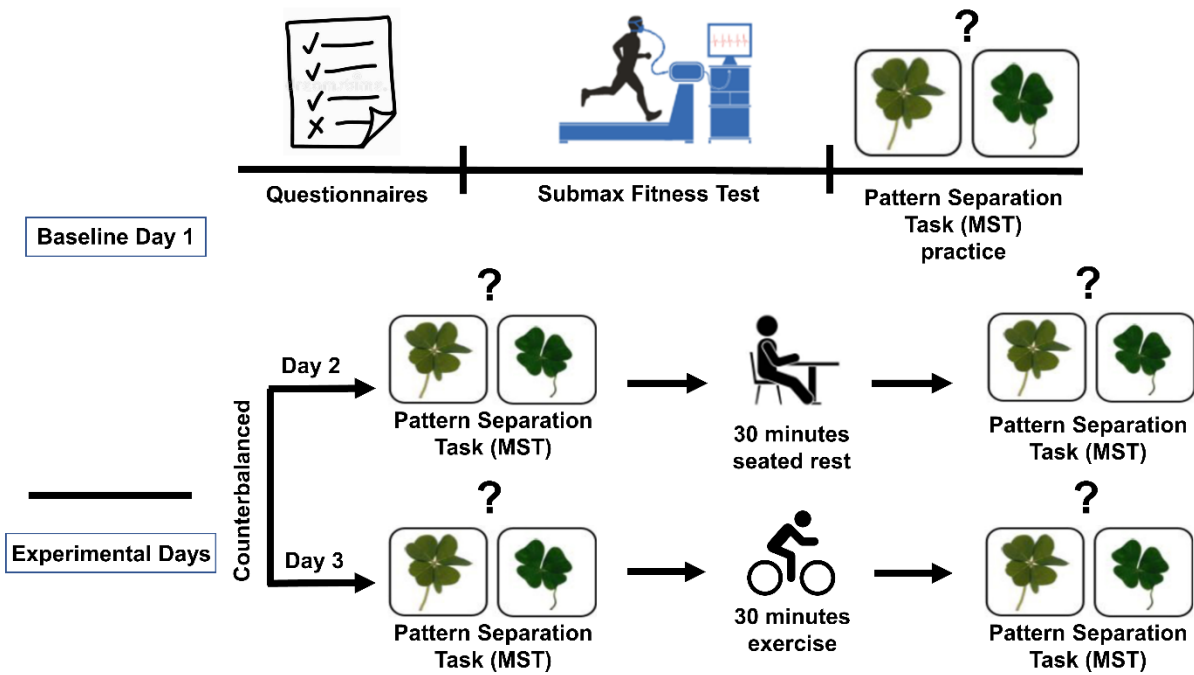 ?
Questionnaires
Submax Fitness Test
Pattern Separation
Task (MST)
practice
Baseline Day 1
Counterbalanced
Day 2
?
Pattern Separation
Task (MST)
30 minutes
seated rest
?
Pattern Separation
Task (MST)
Experimental Days
Day 3
?
Pattern Separation
Task (MST)
30 minutes
exercise
?
Pattern Separation
Task (MST)